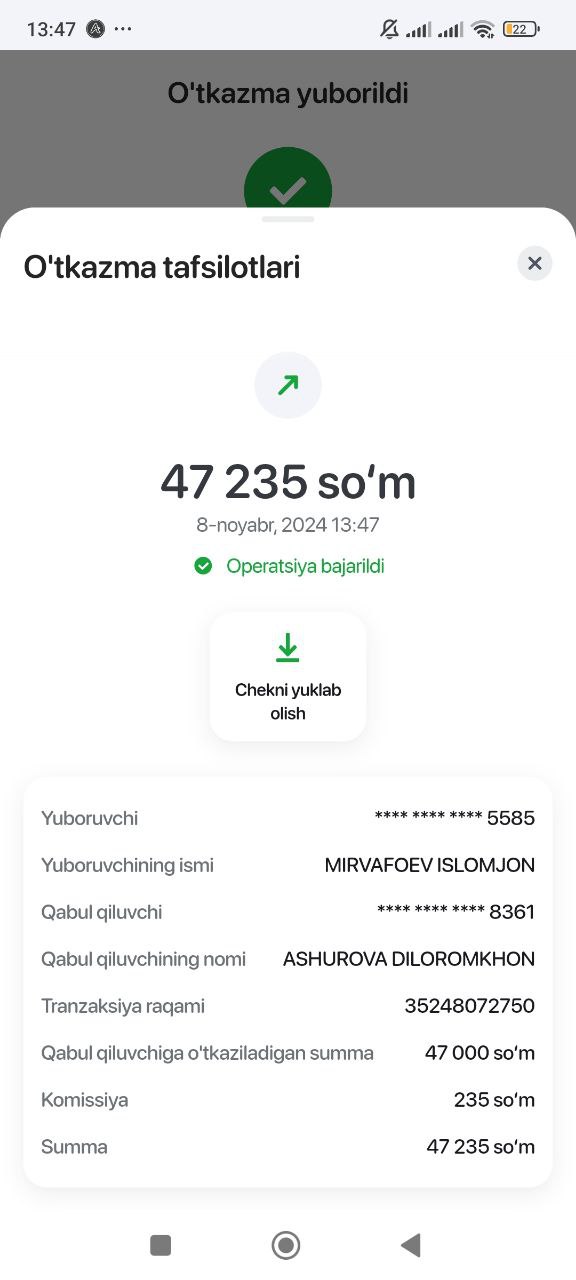 13:47
22
O'tkazma yuborildi
O'tkazma tafsilotlari
47 235 so‘m
8-noyabr, 2024 13:47
Operatsiya bajarildi
Chekni yuklab
olish
Yuboruvchi **** **** **** 5585
Yuboruvchining ismi MIRVAFOEV ISLOMJON
Qabul qiluvchi **** **** **** 8361
Qabul qiluvchining nomi ASHUROVA DILOROMKHON
Tranzaksiya raqami 35248072750
Qabul qiluvchiga o'tkaziladigan summa 47 000 so‘m
Komissiya 235 so‘m
Summa 47 235 so‘m